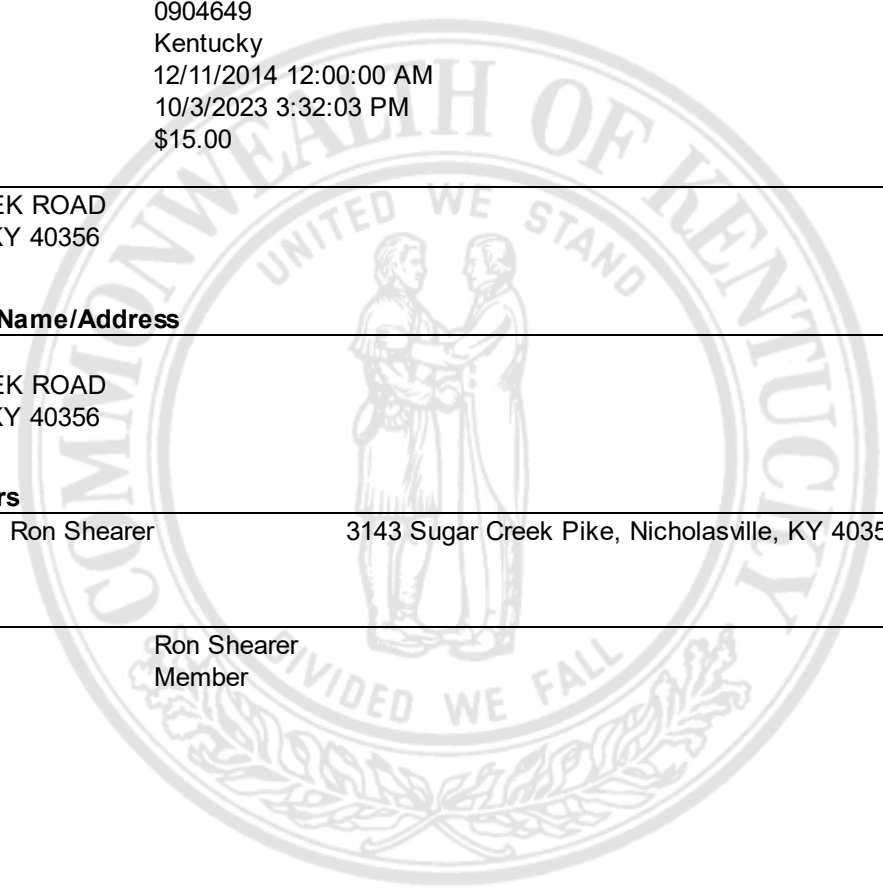 0904649
Kentucky
12/11/2014 12:00:00 AM
10/3/2023 3:32:03 PM
$15.00
EK ROAD
KY 40356
Name/Address
EK ROAD
KY 40356
rs
Ron Shearer 3143 Sugar Creek Pike, Nicholasville, KY 4035
Ron Shearer
Member
COMMONWEALTH OF KENTUCKY
UNITED WE STAND
DIVIDED WE FALL